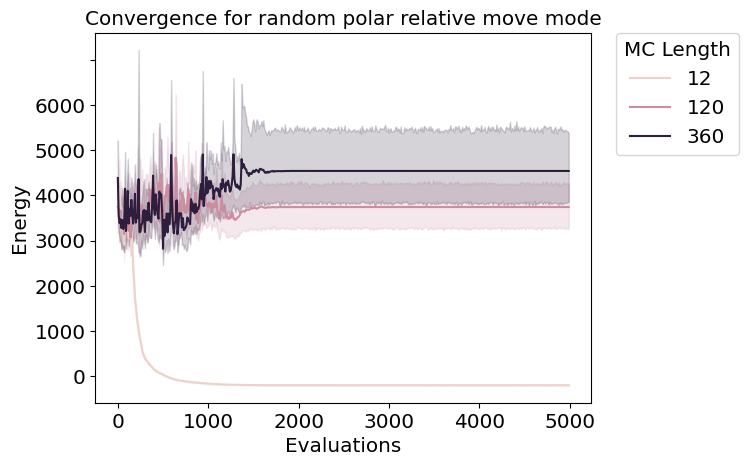 Convergence for random polar relative move mode
MC Length
12
120
360
Energy
6000
5000
4000
3000
2000
1000
0
0 1000 2000 3000 4000 5000
Evaluations